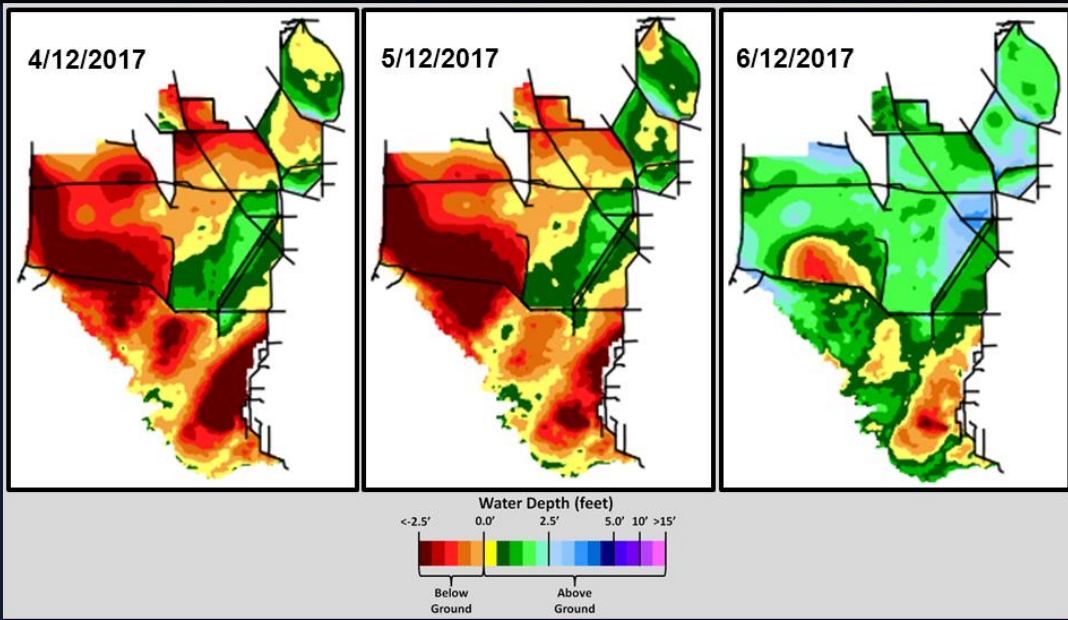 4/12/2017
5/12/2017
6/12/2017
Water Depth (feet)
<-2.5' 0.0' 2.5' 5.0' 10' >15'
Below Ground
Above Ground